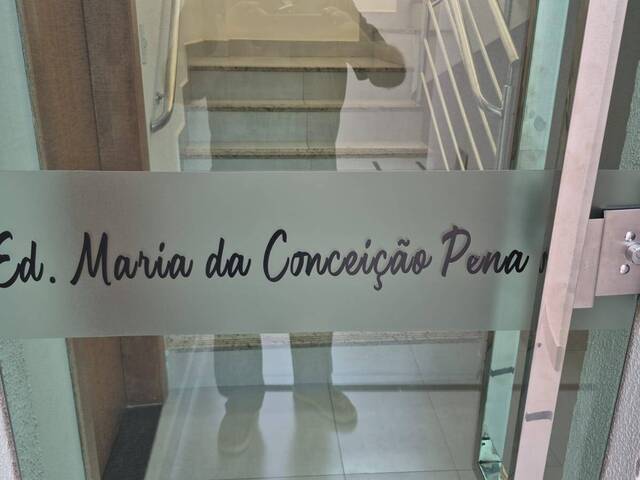 Ed. Maria da Conceição Pena